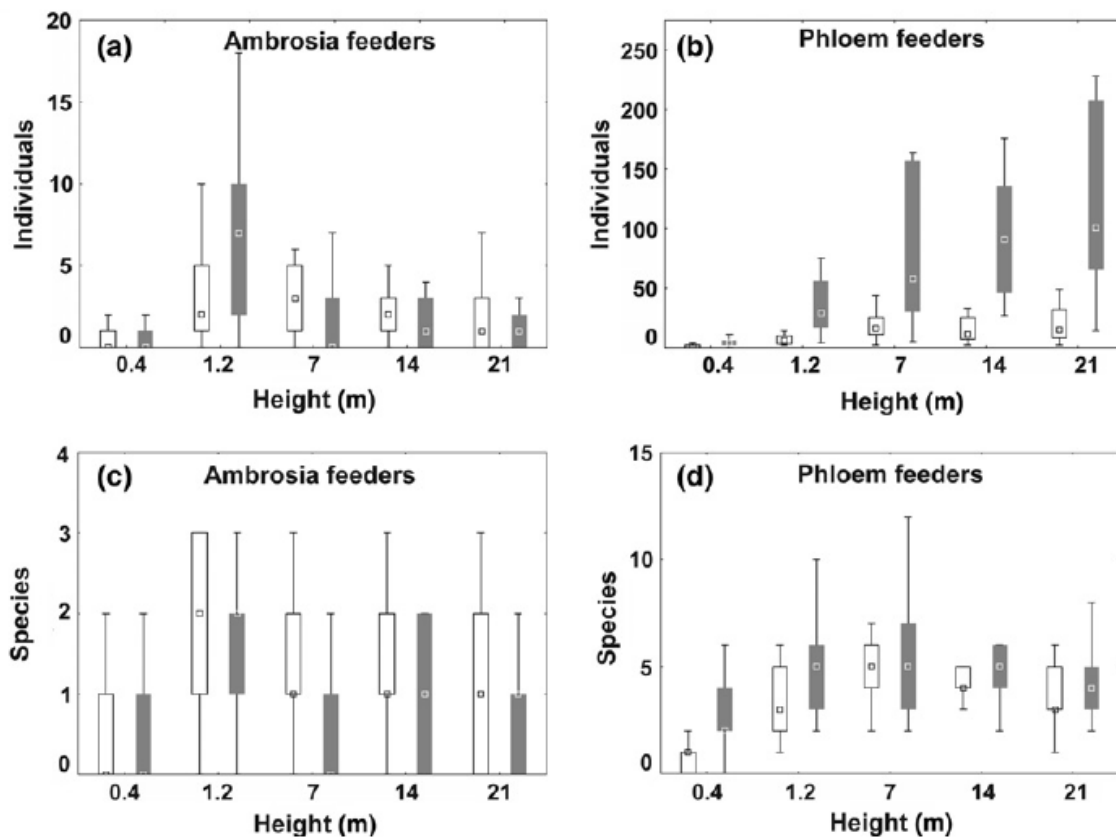 (a) Ambrosia feeders
Individuals
20
15
10
5
0
0.4 1.2 7 14 21
Height (m)
(b) Phloem feeders
Individuals
250
200
150
100
50
0
0.4 1.2 7 14 21
Height (m)
(c) Ambrosia feeders
Species
4
3
2
1
0
0.4 1.2 7 14 21
Height (m)
(d) Phloem feeders
Species
15
10
5
0
0.4 1.2 7 14 21
Height (m)